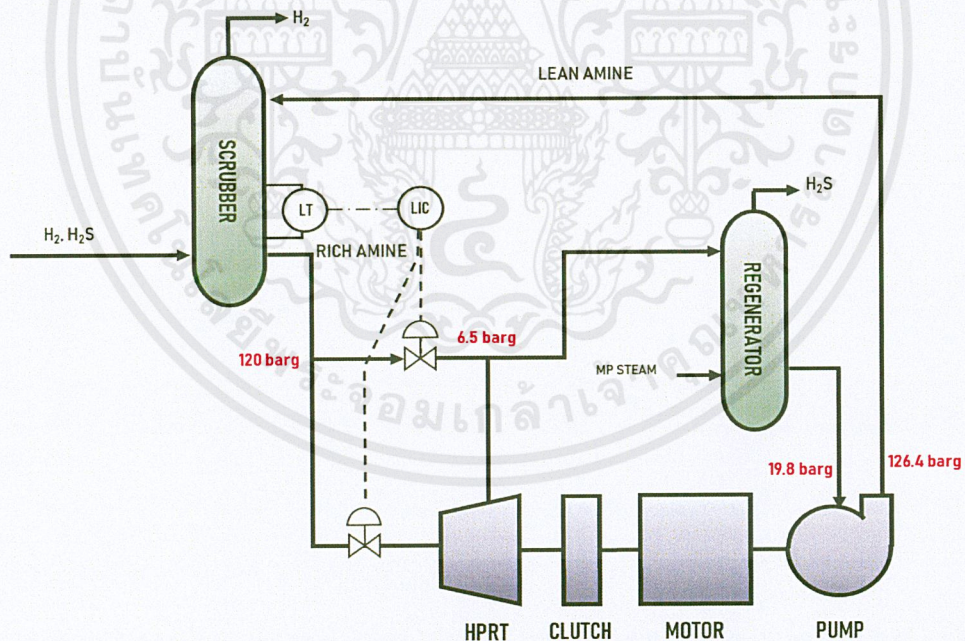 H₂
LEAN AMINE
SCRUBBER
LT
LIC
H₂S
H₂. H₂S
RICH AMINE
REGENERATOR
6.5 barg
120 barg
MP STEAM
19.8 barg
126.4 barg
HPRT
CLUTCH
MOTOR
PUMP